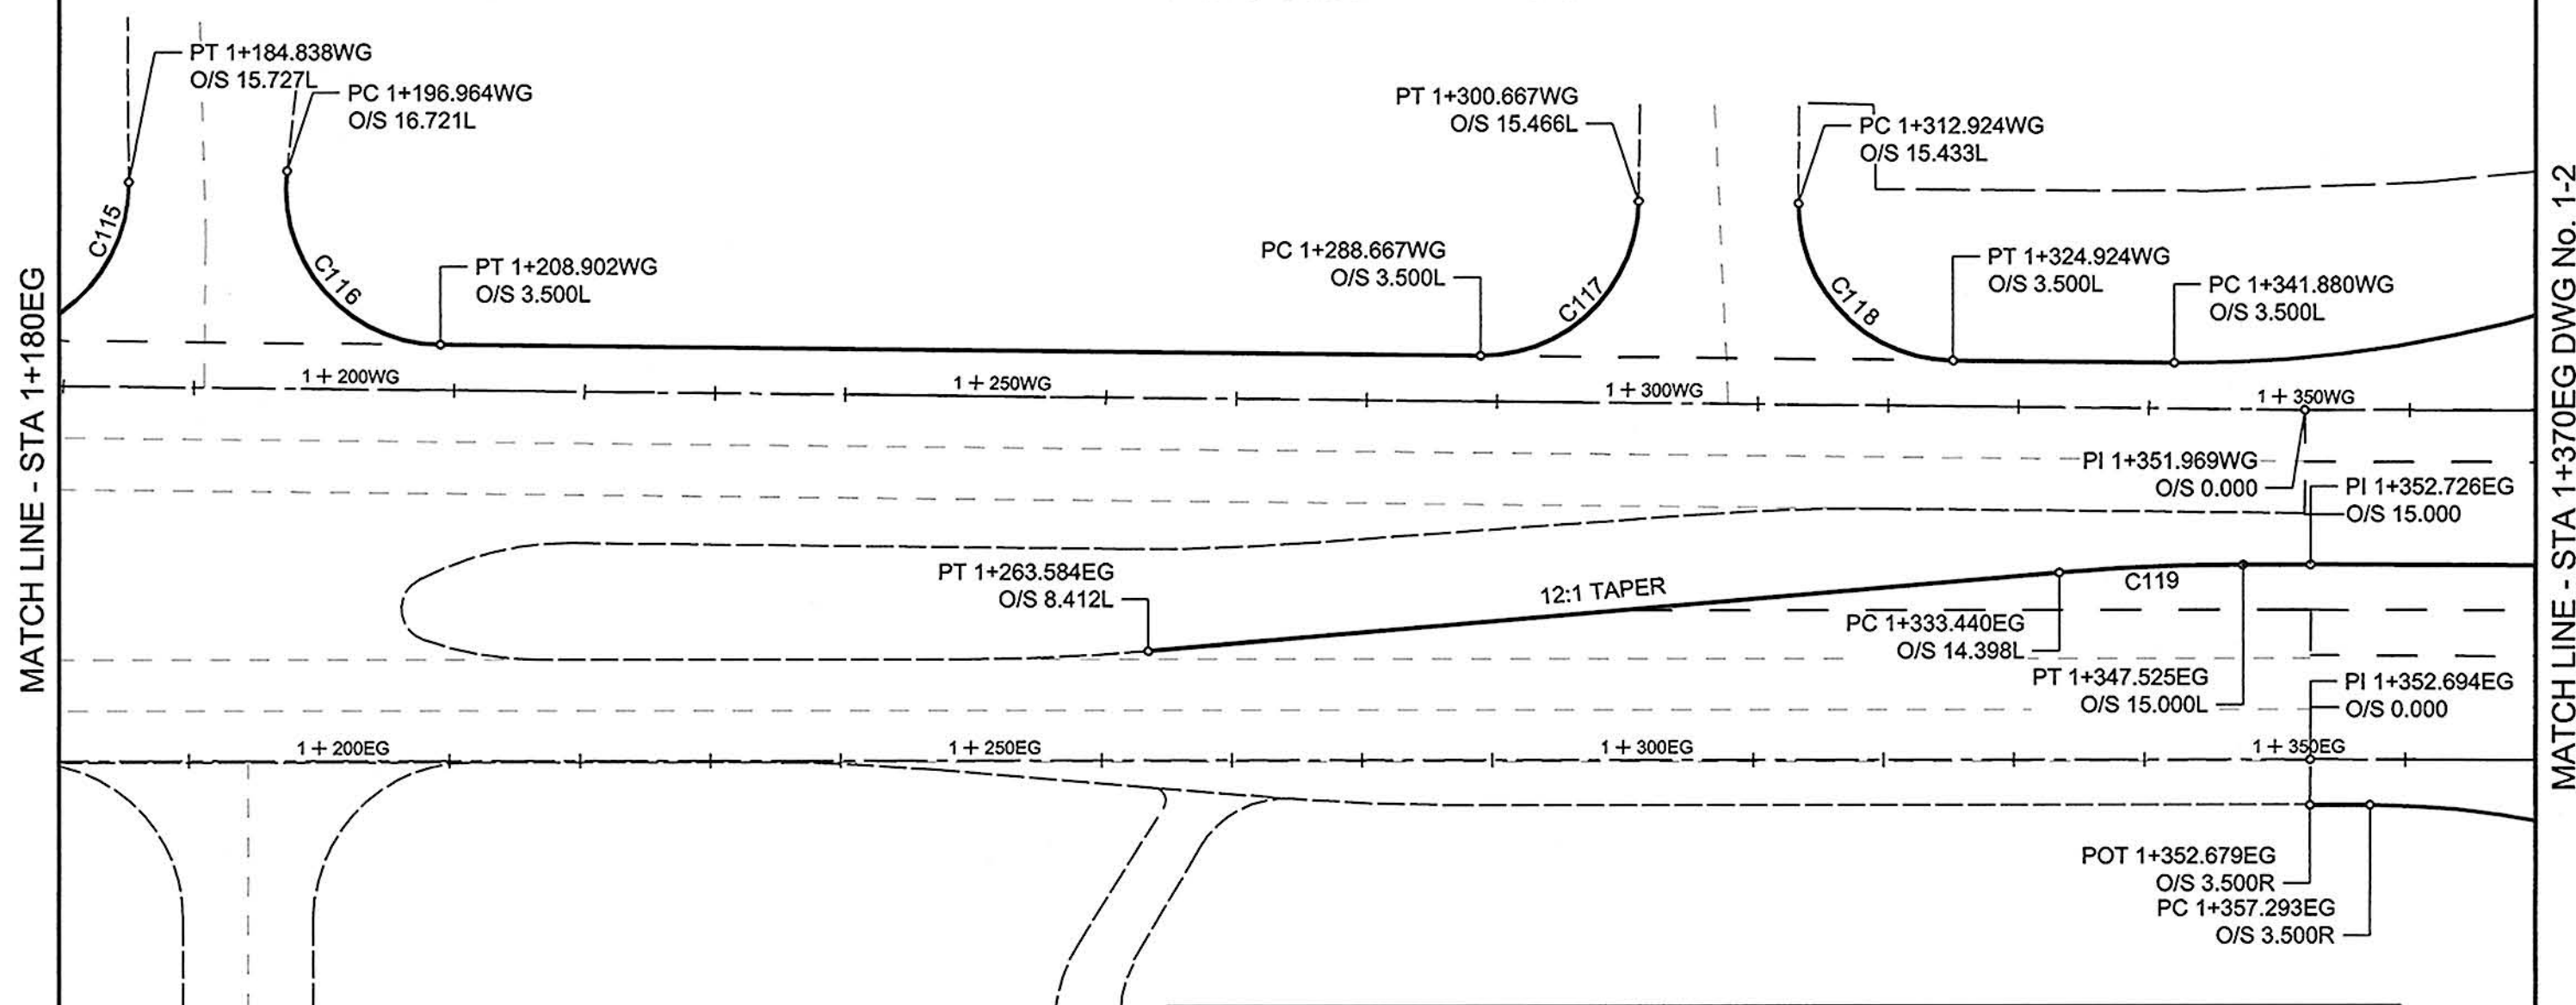 PT 1+184.838WG
O/S 15.727L
PC 1+196.964WG
O/S 16.721L
PT 1+300.667WG
O/S 15.466L
PC 1+312.924WG
O/S 15.433L
C115
C116
PT 1+208.902WG
O/S 3.500L
PC 1+288.667WG
O/S 3.500L
C117
C118
PT 1+324.924WG
O/S 3.500L
PC 1+341.880WG
O/S 3.500L
MATCH LINE - STA 1+180EG
MATCH LINE - STA 1+370EG DWG No. 1-2
1+200WG
1+250WG
1+300WG
1+350WG
PI 1+351.969WG
O/S 0.000
PI 1+352.726EG
O/S 15.000
PT 1+263.584EG
O/S 8.412L
12:1 TAPER
C119
PC 1+333.440EG
O/S 14.398L
PT 1+347.525EG
O/S 15.000L
PI 1+352.694EG
O/S 0.000
1+200EG
1+250EG
1+300EG
1+350EG
POT 1+352.679EG
O/S 3.500R
PC 1+357.293EG
O/S 3.500R